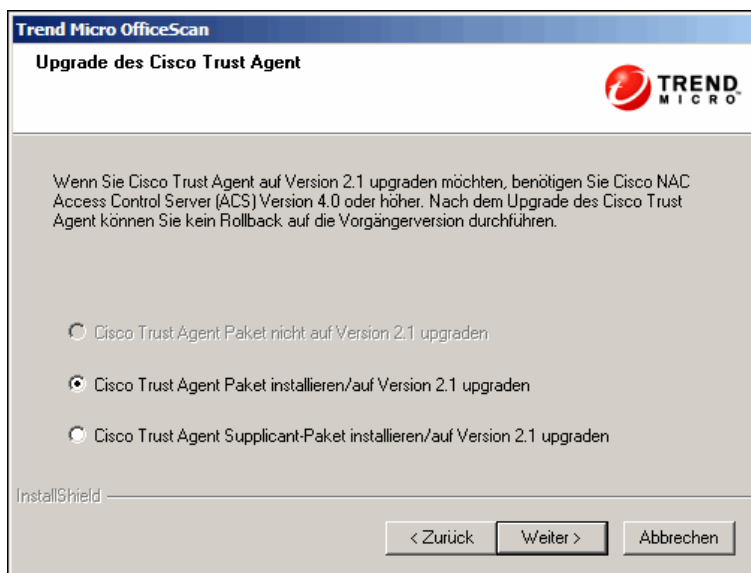 Trend Micro OfficeScan
Upgrade des Cisco Trust Agent
TREND
MICRO™
Wenn Sie Cisco Trust Agent auf Version 2.1 upgraden möchten, benötigen Sie Cisco NAC
Access Control Server (ACS) Version 4.0 oder höher. Nach dem Upgrade des Cisco Trust
Agent können Sie kein Rollback auf die Vorgängerversion durchführen.
Cisco Trust Agent Paket nicht auf Version 2.1 upgraden
Cisco Trust Agent Paket installieren/auf Version 2.1 upgraden
Cisco Trust Agent Supplicant-Paket installieren/auf Version 2.1 upgraden
InstallShield
< Zurück
Weiter >
Abbrechen